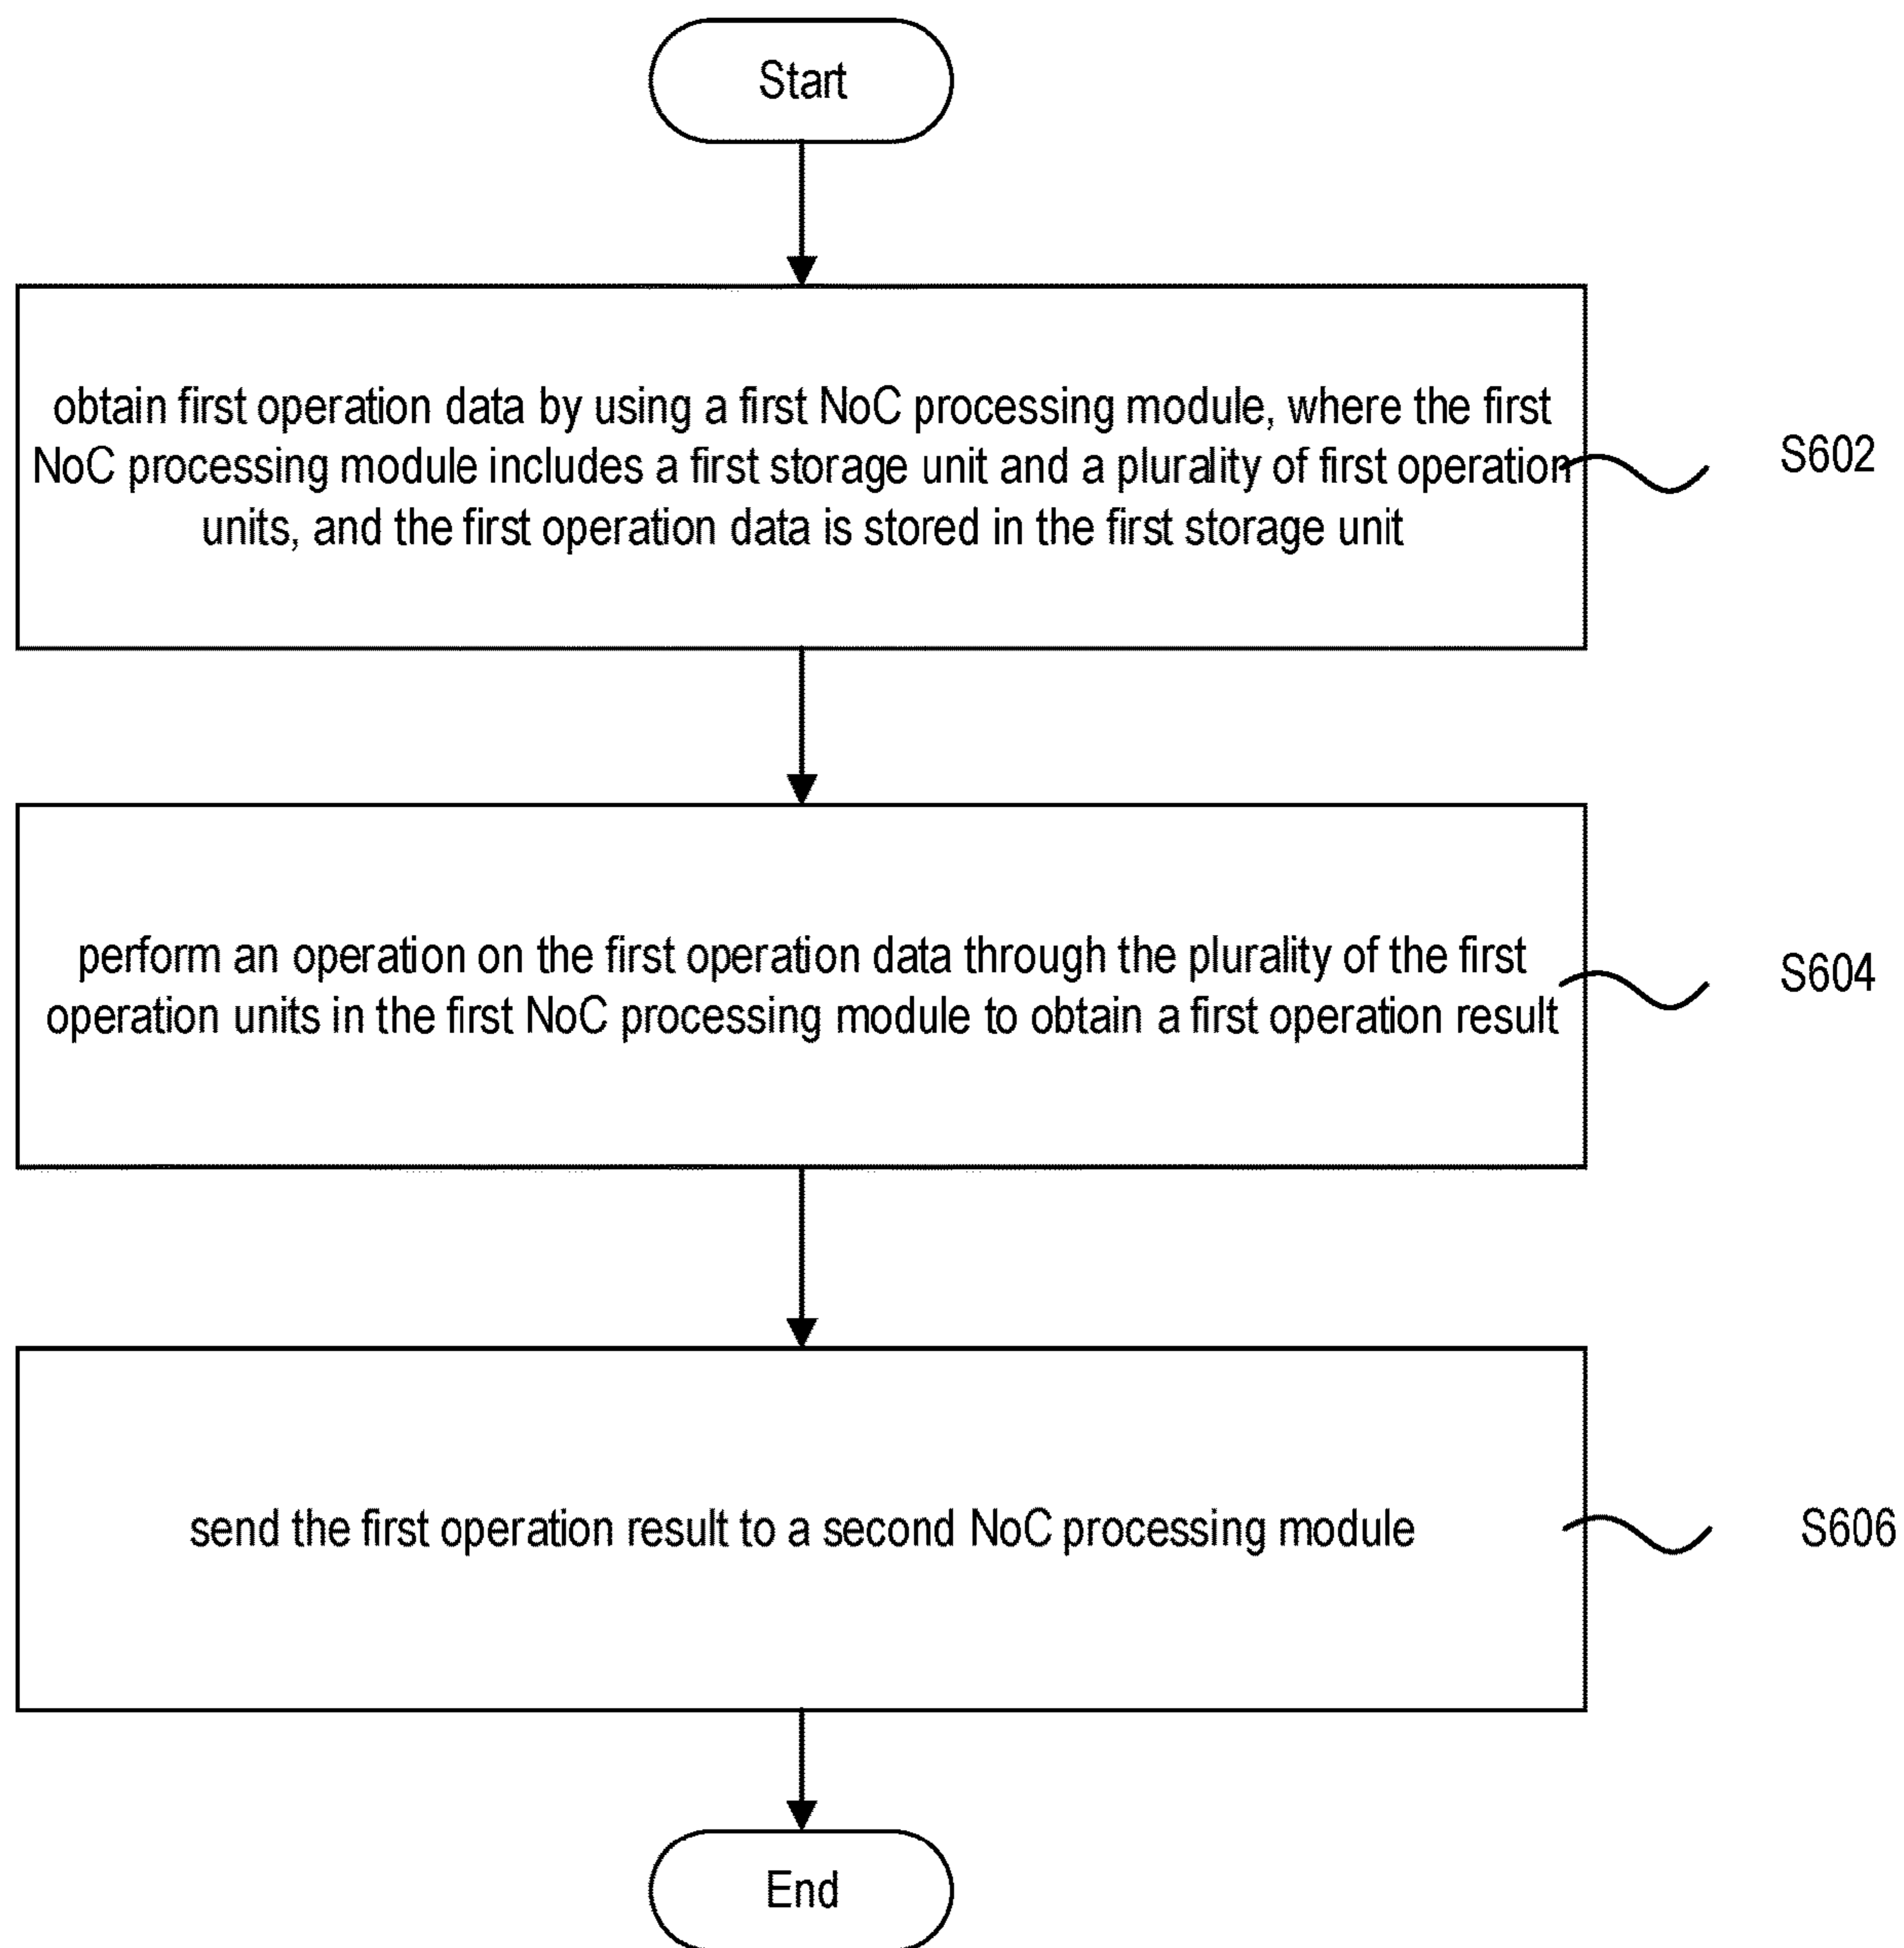 Start
obtain first operation data by using a first NoC processing module, where the first
NoC processing module includes a first storage unit and a plurality of first operation
units, and the first operation data is stored in the first storage unit
S602
perform an operation on the first operation data through the plurality of the first
operation units in the first NoC processing module to obtain a first operation result
S604
send the first operation result to a second NoC processing module
S606
End